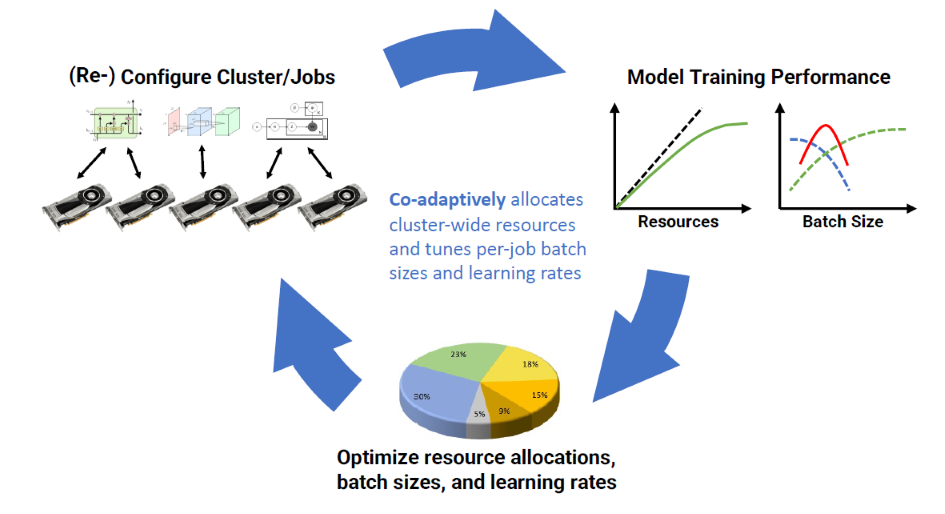 (Re-) Configure Cluster/Jobs
Model Training Performance
Resources
Batch Size
Co-adaptively allocates
cluster-wide resources
and tunes per-job batch
sizes and learning rates
23%
18%
30%
15%
5%
9%
Optimize resource allocations,
batch sizes, and learning rates